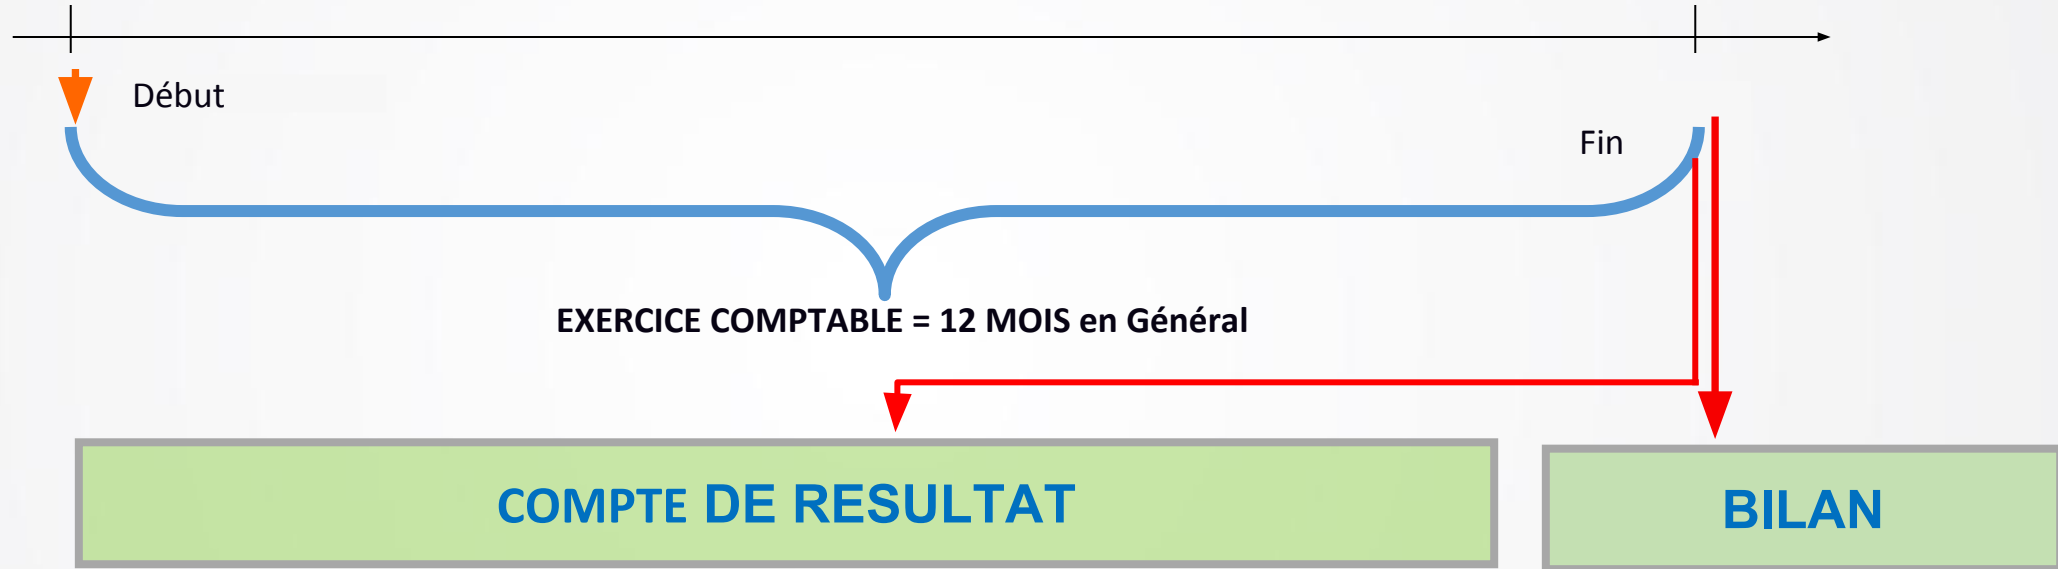 Début
Fin
EXERCICE COMPTABLE = 12 MOIS en Général
COMPTE DE RESULTAT
BILAN